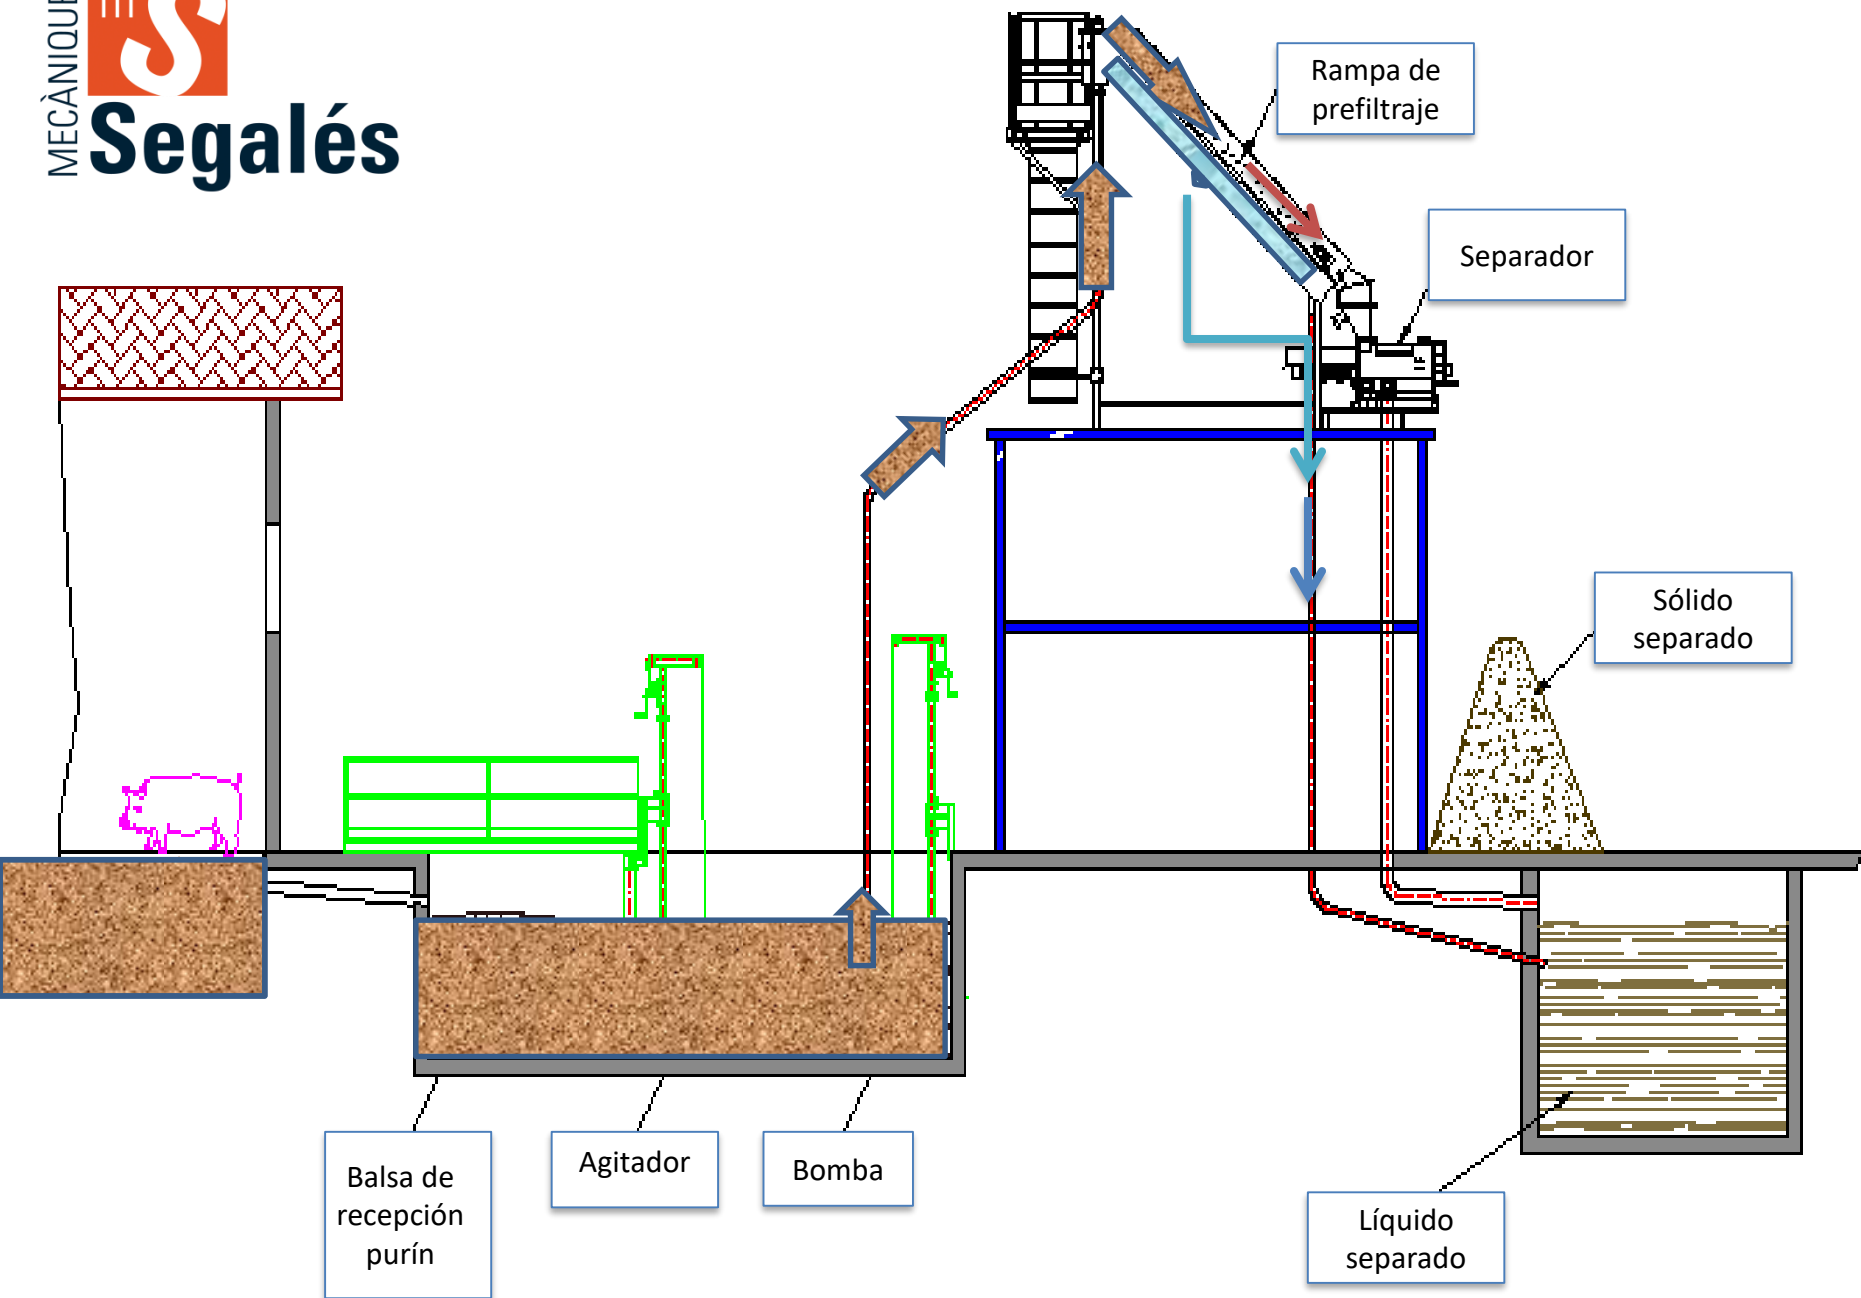 MECÀNIQUE
Segalés
Rampa de
prefiltraje
Separador
Sólido
separado
Balsa de
recepción
purín
Agitador
Bomba
Líquido
separado